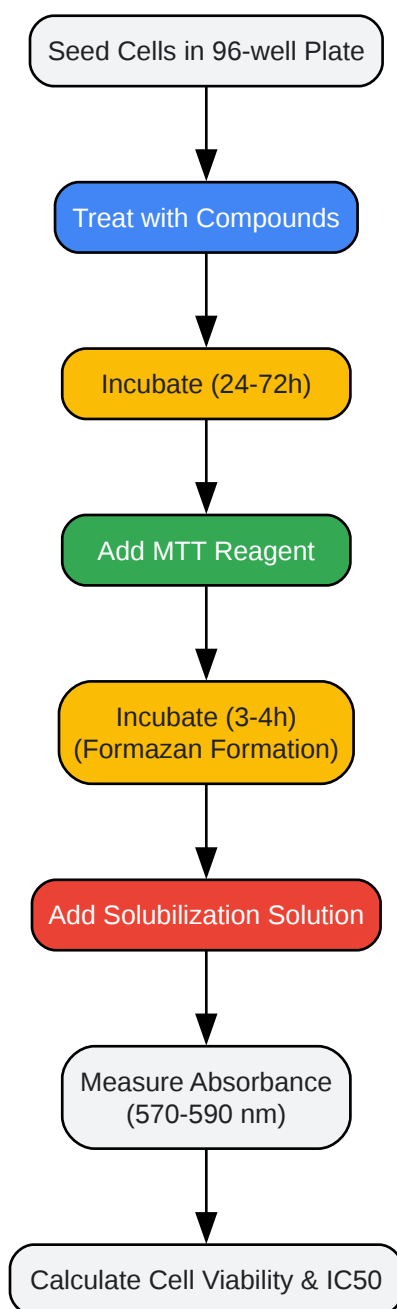 Seed Cells in 96-well Plate
Treat with Compounds
Incubate (24-72h)
Add MTT Reagent
Incubate (3-4h)
(Formazan Formation)
Add Solubilization Solution
Measure Absorbance
(570-590 nm)
Calculate Cell Viability & IC50